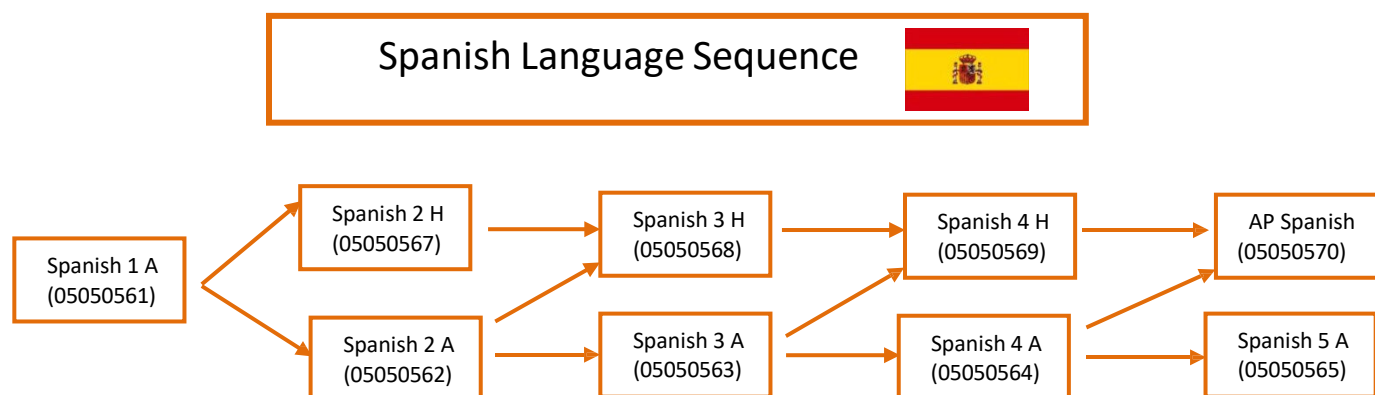 Spanish Language Sequence
Spanish 1 A
(05050561)
Spanish 2 H
(05050567)
Spanish 2 A
(05050562)
Spanish 3 H
(05050568)
Spanish 3 A
(05050563)
Spanish 4 H
(05050569)
Spanish 4 A
(05050564)
AP Spanish
(05050570)
Spanish 5 A
(05050565)